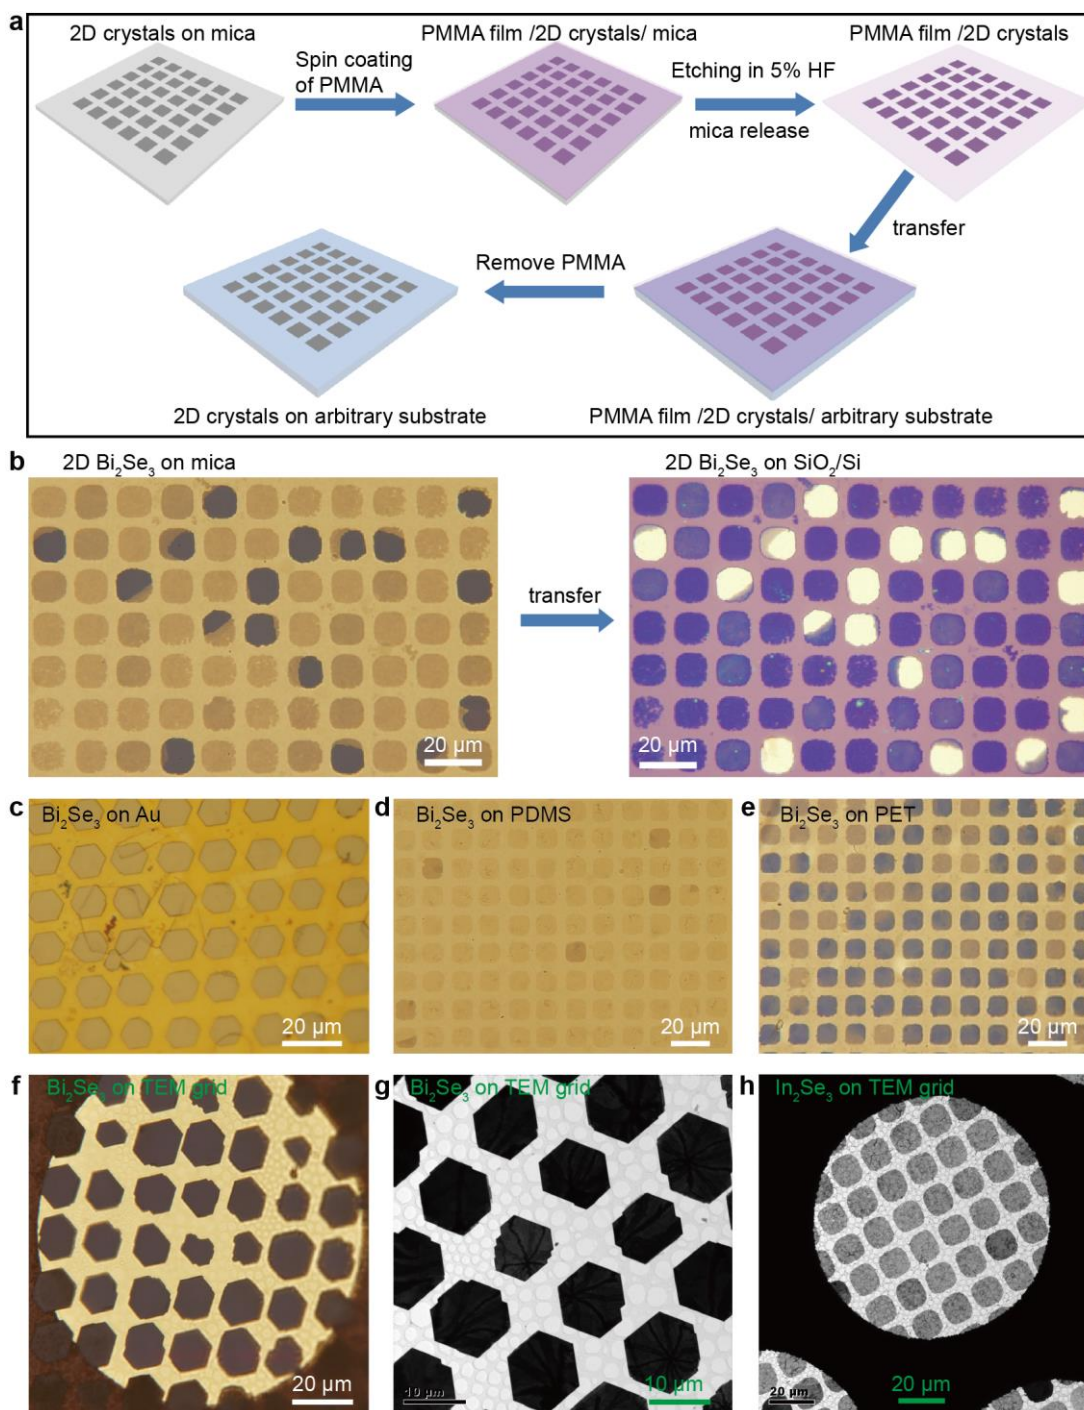 a
2D crystals on mica
Spin coating
of PMMA
PMMA film /2D crystals/ mica
Etching in 5% HF
mica release
PMMA film /2D crystals
transfer
PMMA film /2D crystals/ arbitrary substrate
Remove PMMA
2D crystals on arbitrary substrate
b
2D Bi₂Se₃ on mica
20 µm
transfer
2D Bi₂Se₃ on SiO₂/Si
20 µm
c
Bi₂Se₃ on Au
20 µm
d
Bi₂Se₃ on PDMS
20 µm
e
Bi₂Se₃ on PET
20 µm
f
Bi₂Se₃ on TEM grid
20 µm
g
Bi₂Se₃ on TEM grid
10 µm
10 µm
h
In₂Se₃ on TEM grid
20 µm
20 µm